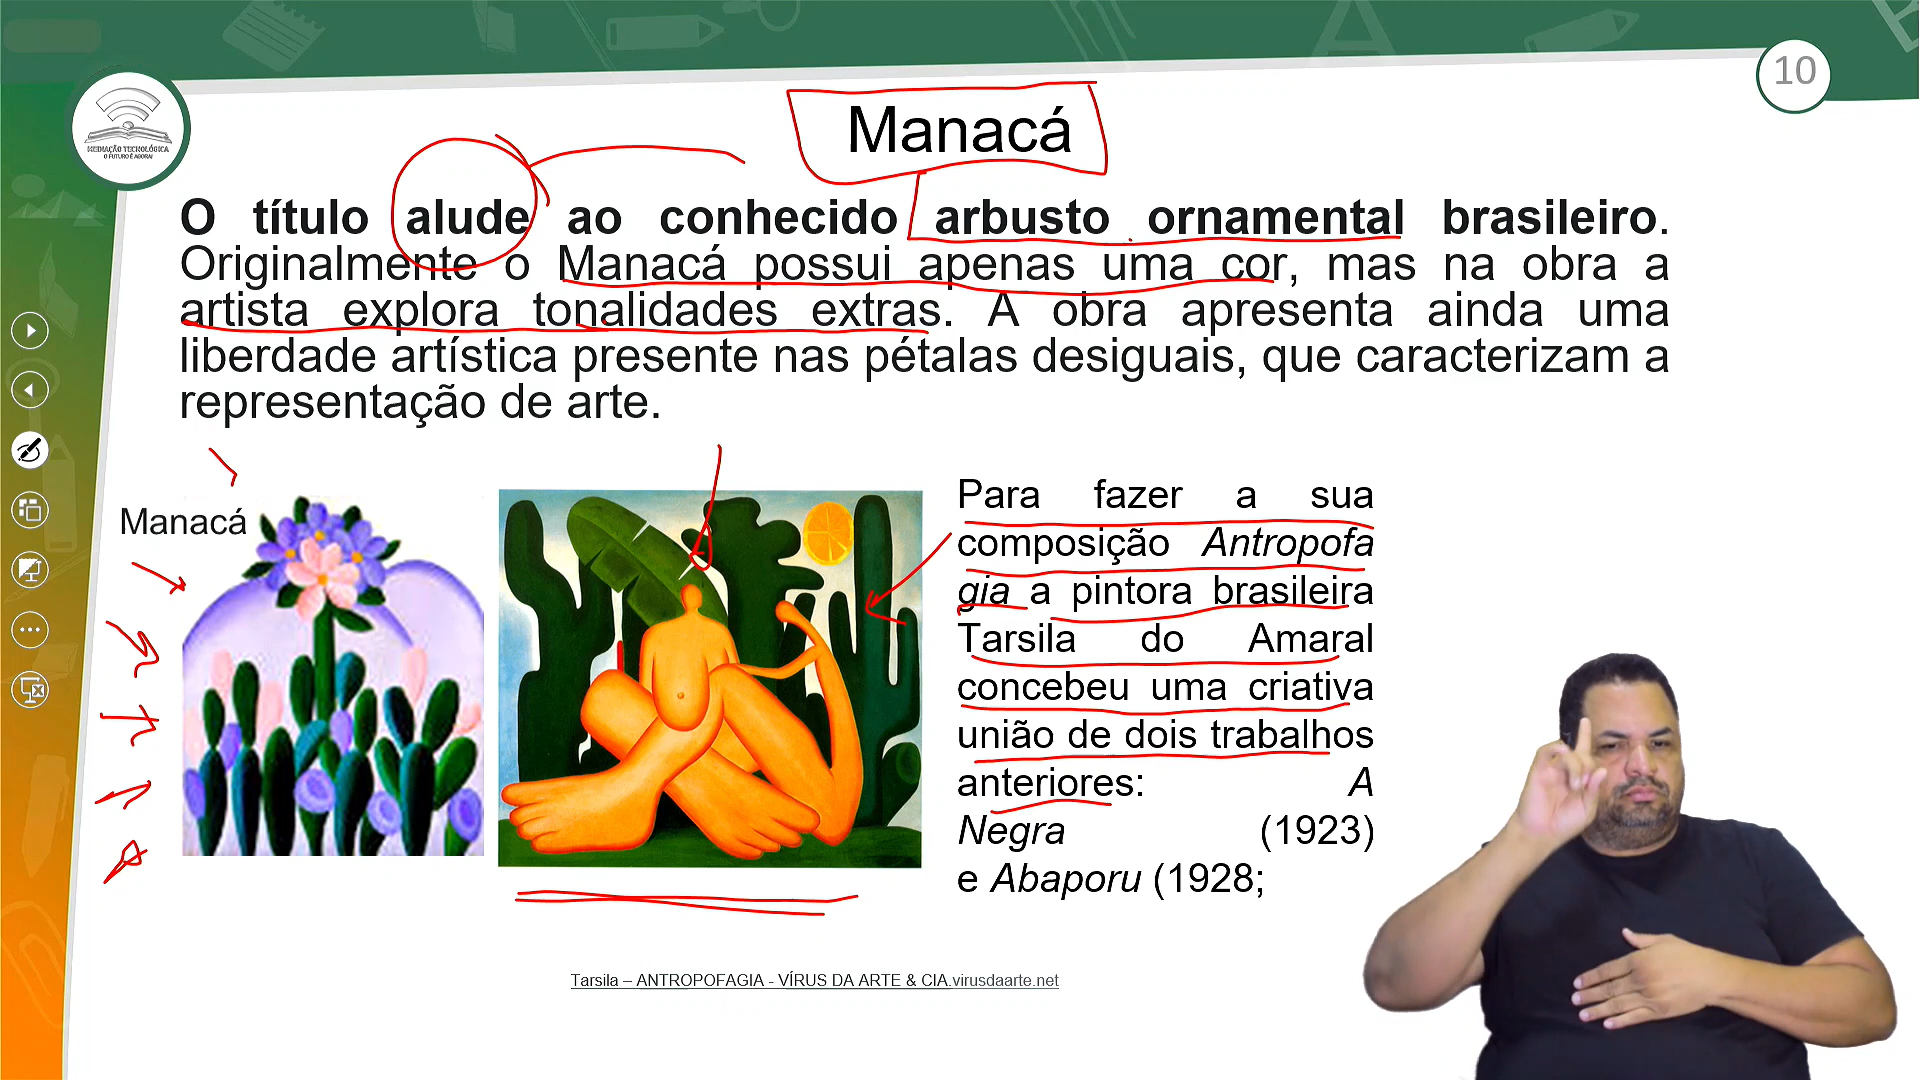 10
MEDIAÇÃO TECNOLÓGICA
O FUTURO É AGORA!
Manacá
O título alude ao conhecido arbusto ornamental brasileiro.
Originalmente o Manacá possui apenas uma cor, mas na obra a
artista explora tonalidades extras. A obra apresenta ainda uma
liberdade artística presente nas pétalas desiguais, que caracterizam a
representação de arte.
Manacá
Para fazer a sua
composição Antropofa
gia a pintora brasileira
Tarsila do Amaral
concebeu uma criativa
união de dois trabalhos
anteriores: A
Negra (1923)
e Abaporu (1928;
Tarsila – ANTROPOFAGIA - VÍRUS DA ARTE & CIA.virusdaarte.net